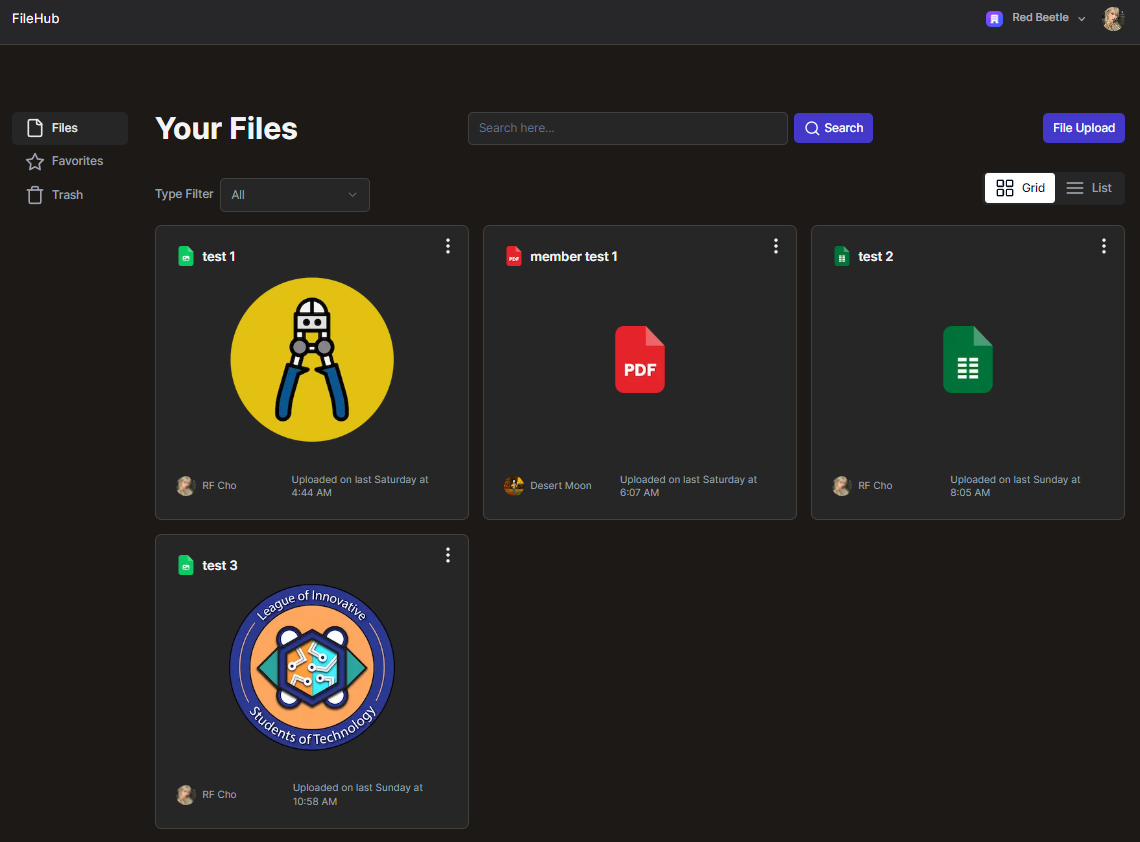 FileHub
Red Beetle
Files
Favorites
Trash
Your Files
Search here...
Search
File Upload
Type Filter
All
Grid
List
test 1
RF Cho
Uploaded on last Saturday at
4:44 AM
PDF
member test 1
PDF
Desert Moon
Uploaded on last Saturday at
6:07 AM
test 2
RF Cho
Uploaded on last Sunday at
8:05 AM
test 3
League of Innovative
Students of Technology
RF Cho
Uploaded on last Sunday at
10:58 AM